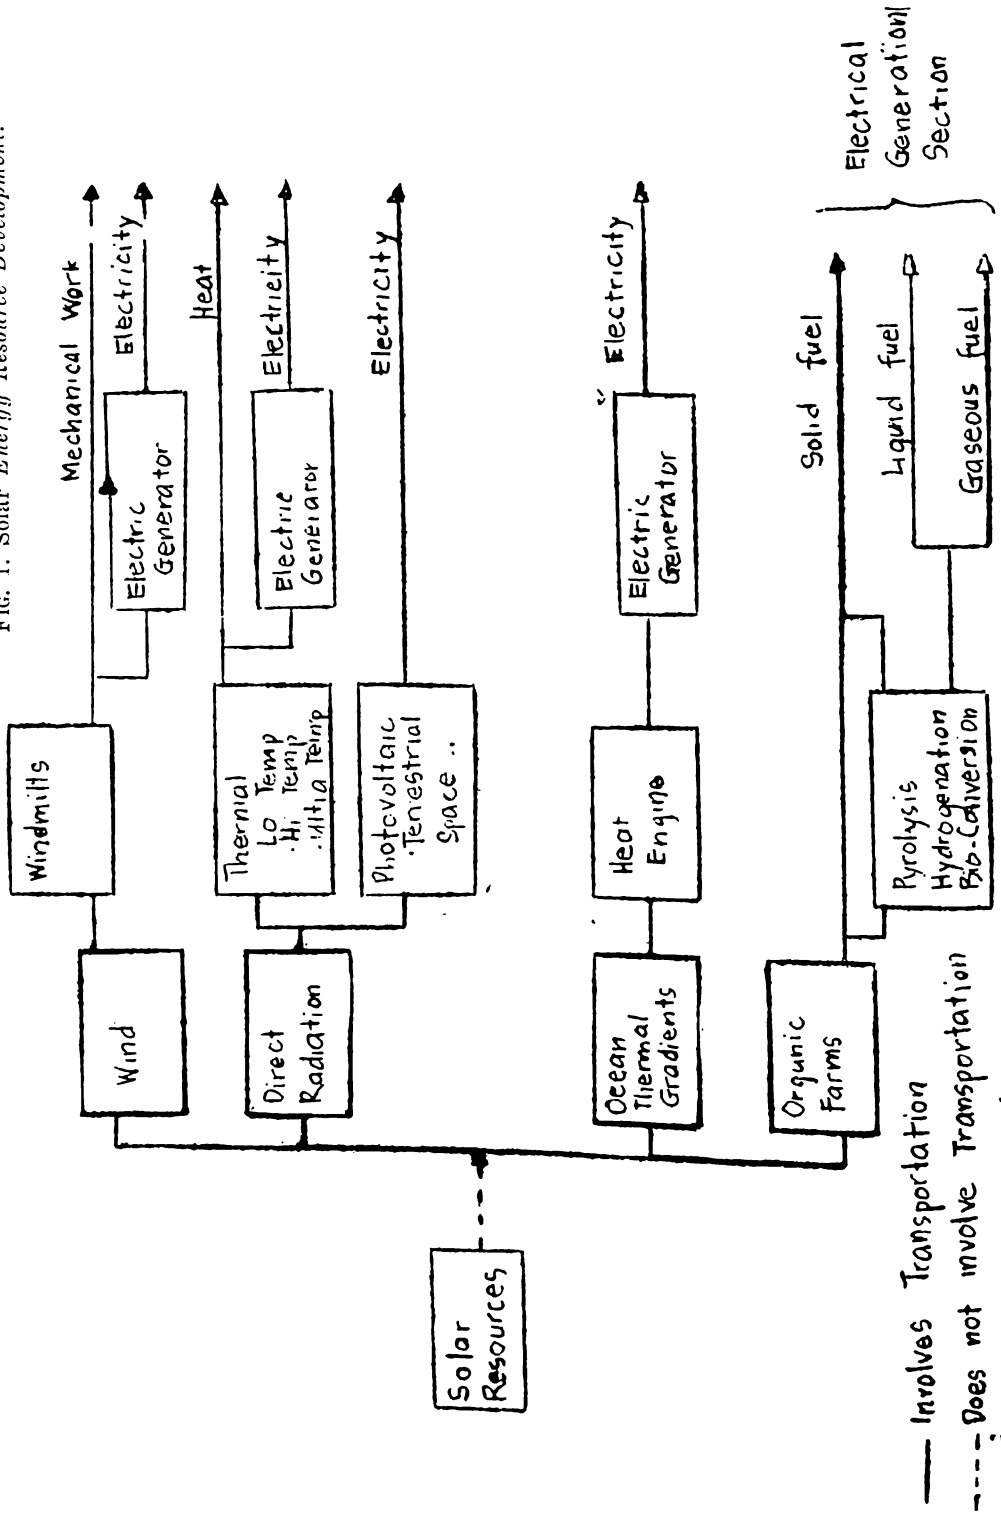 FIG. 1. Solar Energy Resource Development.
Mechanical Work
Windmills
Electric
Generator
Electricity
Wind
Heat
Thermal
Lo Temp
Hi Temp
Ultra Temp
Electric
Generator
Electricity
Direct
Radiation
Photovoltaic
Terrestrial
Space
Electricity
Solar
Resources
Ocean
Thermal
Gradients
Heat
Engine
Electric
Generator
Electricity
Organic
Farms
Solid fuel
Pyrolysis
Hydrogenation
Bio-Conversion
Liquid fuel
Gaseous fuel
Electrical
Generation
Section
Involves Transportation
Does not involve Transportation